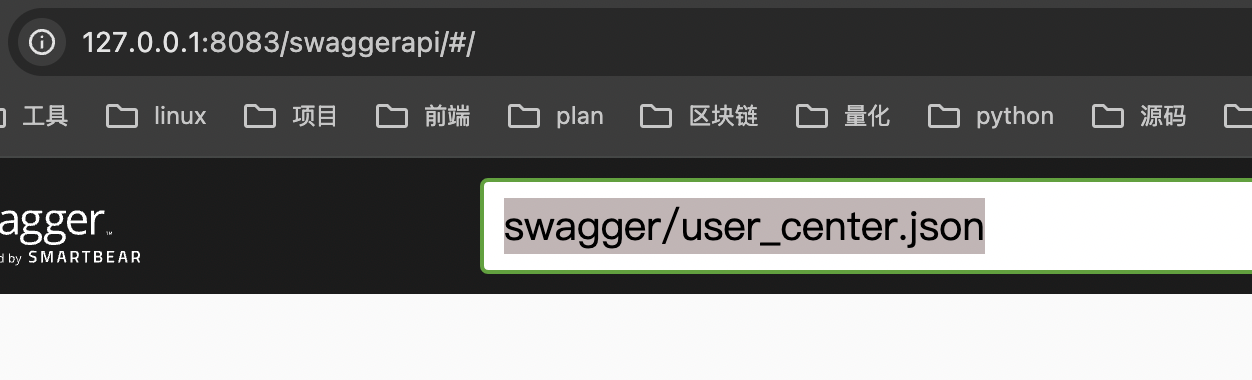 127.0.0.1:8083/swaggerapi/#/
工具 linux 项目 前端 plan 区块链 量化 python 源码
agger™
d by SMARTBEAR
swagger/user_center.json